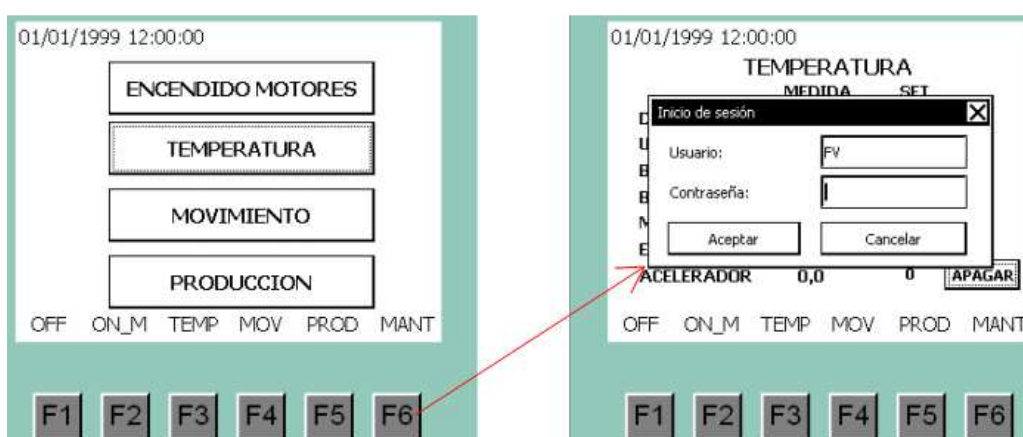 01/01/1999 12:00:00
ENCENDIDO MOTORES
TEMPERATURA
MOVIMIENTO
PRODUCCION
OFF ON_M TEMP MOV PROD MANT
F1 F2 F3 F4 F5 F6
01/01/1999 12:00:00
TEMPERATURA
MEDIDA SET
Inicio de sesión
Usuario: FV
Contraseña:
Aceptar Cancelar
ACELERADOR 0,0 0 APAGAR
OFF ON_M TEMP MOV PROD MANT
F1 F2 F3 F4 F5 F6